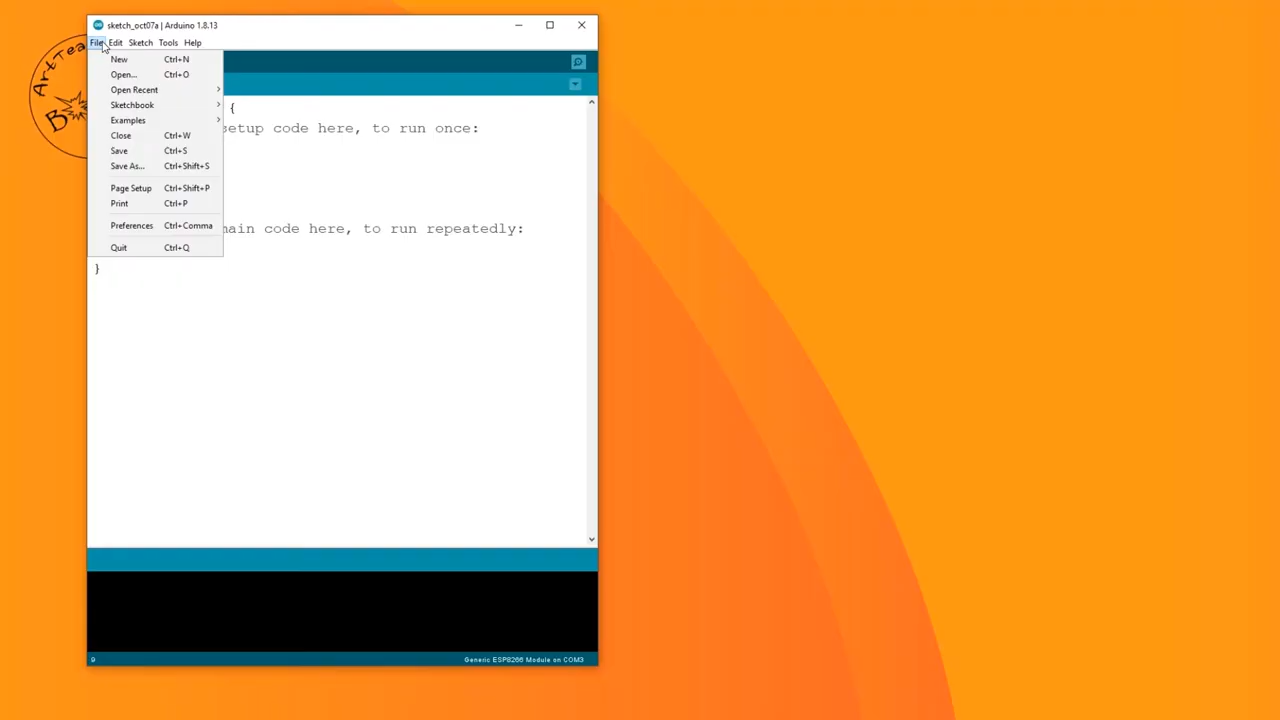 sketch_oct07a | Arduino 1.8.13
File Edit Sketch Tools Help
New Ctrl+N
Open... Ctrl+O
Open Recent
Sketchbook
Examples
Close Ctrl+W
Save Ctrl+S
Save As... Ctrl+Shift+S
Page Setup Ctrl+Shift+P
Print Ctrl+P
Preferences Ctrl+Comma
Quit Ctrl+Q
{
setup code here, to run once:
main code here, to run repeatedly:
}
9
Generic ESP8266 Module on COM3